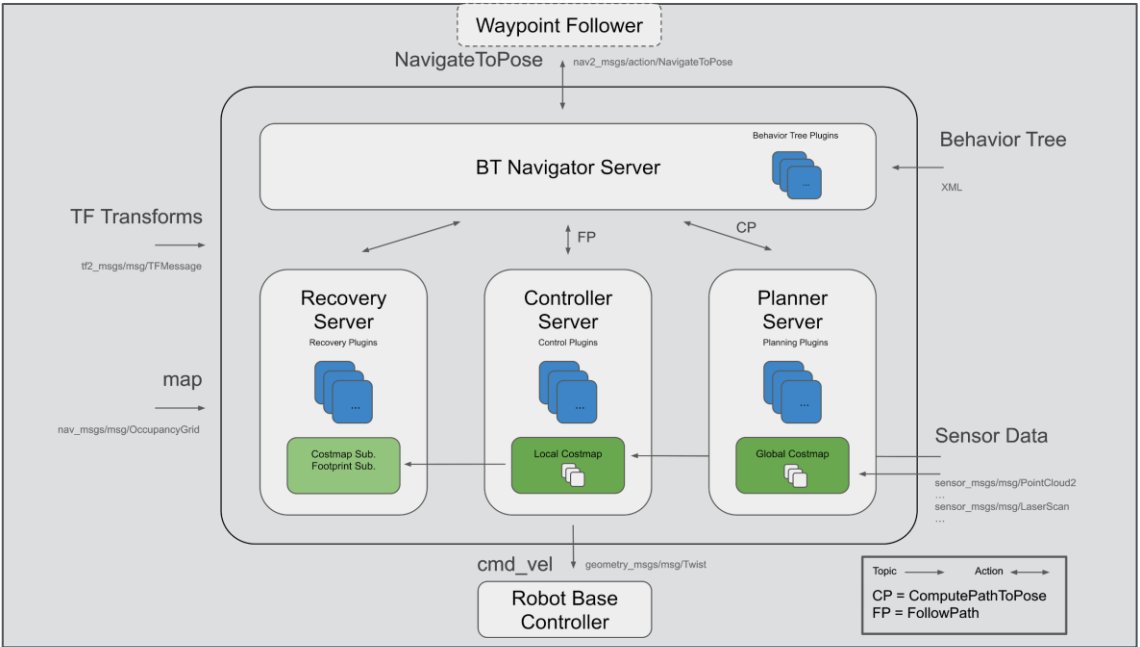 Waypoint Follower
NavigateToPose
nav2_msgs/action/NavigateToPose
Behavior Tree Plugins
BT Navigator Server
...
Behavior Tree
XML
TF Transforms
tf2_msgs/msg/TFMessage
FP
CP
Recovery
Server
Recovery Plugins
...
Costmap Sub.
Footprint Sub.
Controller
Server
Control Plugins
...
Local Costmap
Planner
Server
Planning Plugins
...
Global Costmap
map
nav_msgs/msg/OccupancyGrid
Sensor Data
sensor_msgs/msg/PointCloud2
...
sensor_msgs/msg/LaserScan
...
cmd_vel
geometry_msgs/msg/Twist
Robot Base
Controller
Topic
Action
CP = ComputePathToPose
FP = FollowPath